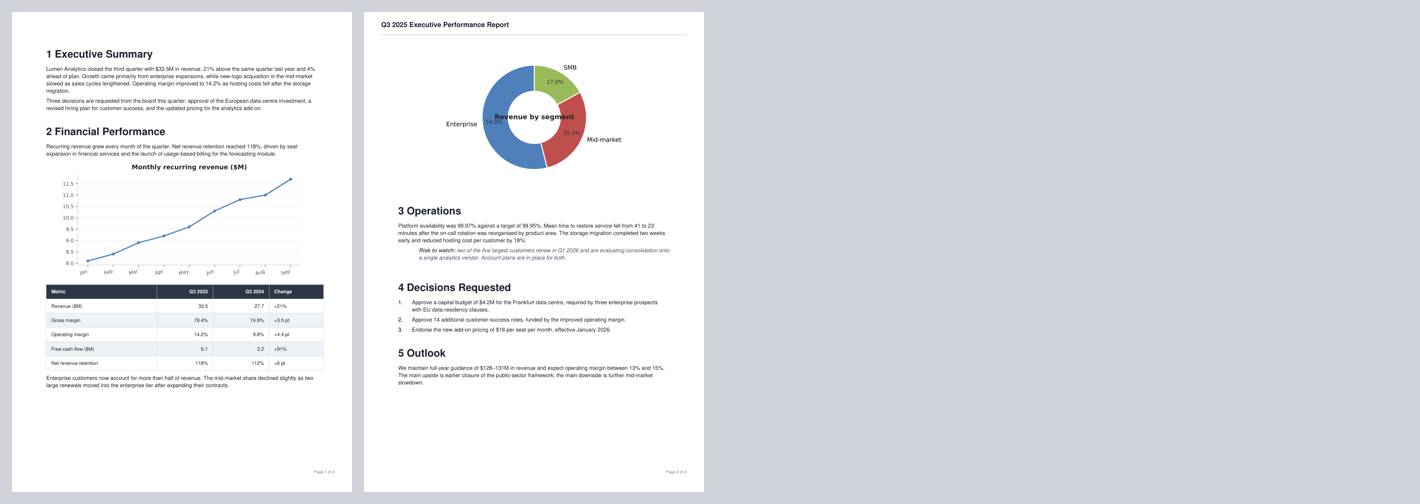 1 Executive Summary
Lumen Analytics closed the third quarter with $33.5M in revenue, 21% above the same quarter last year and 4%
ahead of plan. Growth came primarily from enterprise expansions, while new-logo acquisition in the mid-market
slowed as sales cycles lengthened. Operating margin improved to 14.2% as hosting costs fell after the storage
migration.
Three decisions are requested from the board this quarter: approval of the European data-centre investment, a
revised hiring plan for customer success, and the updated pricing for the analytics add-on.
2 Financial Performance
Recurring revenue grew every month of the quarter. Net revenue retention reached 118%, driven by seat
expansion in financial services and the launch of usage-based billing for the forecasting module.
Monthly recurring revenue ($M)
11.5
11.0
10.5
10.0
9.5
9.0
8.5
8.0
Jan Feb Mar Apr May Jun Jul Aug Sep
Metric Q3 2025 Q3 2024 Change
Revenue ($M) 33.5 27.7 +21%
Gross margin 78.4% 74.9% +3.5 pt
Operating margin 14.2% 9.8% +4.4 pt
Free cash flow ($M) 6.1 3.2 +91%
Net revenue retention 118% 112% +6 pt
Enterprise customers now account for more than half of revenue. The mid-market share declined slightly as two
large renewals moved into the enterprise tier after expanding their contracts.
Page 1 of 2
Q3 2025 Executive Performance Report
SMB
17.0%
Revenue by segment
Enterprise
54.0%
29.0%
Mid-market
3 Operations
Platform availability was 99.97% against a target of 99.95%. Mean time to restore service fell from 41 to 23
minutes after the on-call rotation was reorganised by product area. The storage migration completed two weeks
early and reduced hosting cost per customer by 18%.
Risk to watch: two of the five largest customers renew in Q1 2026 and are evaluating consolidation onto
a single analytics vendor. Account plans are in place for both.
4 Decisions Requested
1. Approve a capital budget of $4.2M for the Frankfurt data centre, required by three enterprise prospects
with EU data-residency clauses.
2. Approve 14 additional customer-success roles, funded by the improved operating margin.
3. Endorse the new add-on pricing of $18 per seat per month, effective January 2026.
5 Outlook
We maintain full-year guidance of $128–131M in revenue and expect operating margin between 13% and 15%.
The main upside is earlier closure of the public-sector framework; the main downside is further mid-market
slowdown.
Page 2 of 2